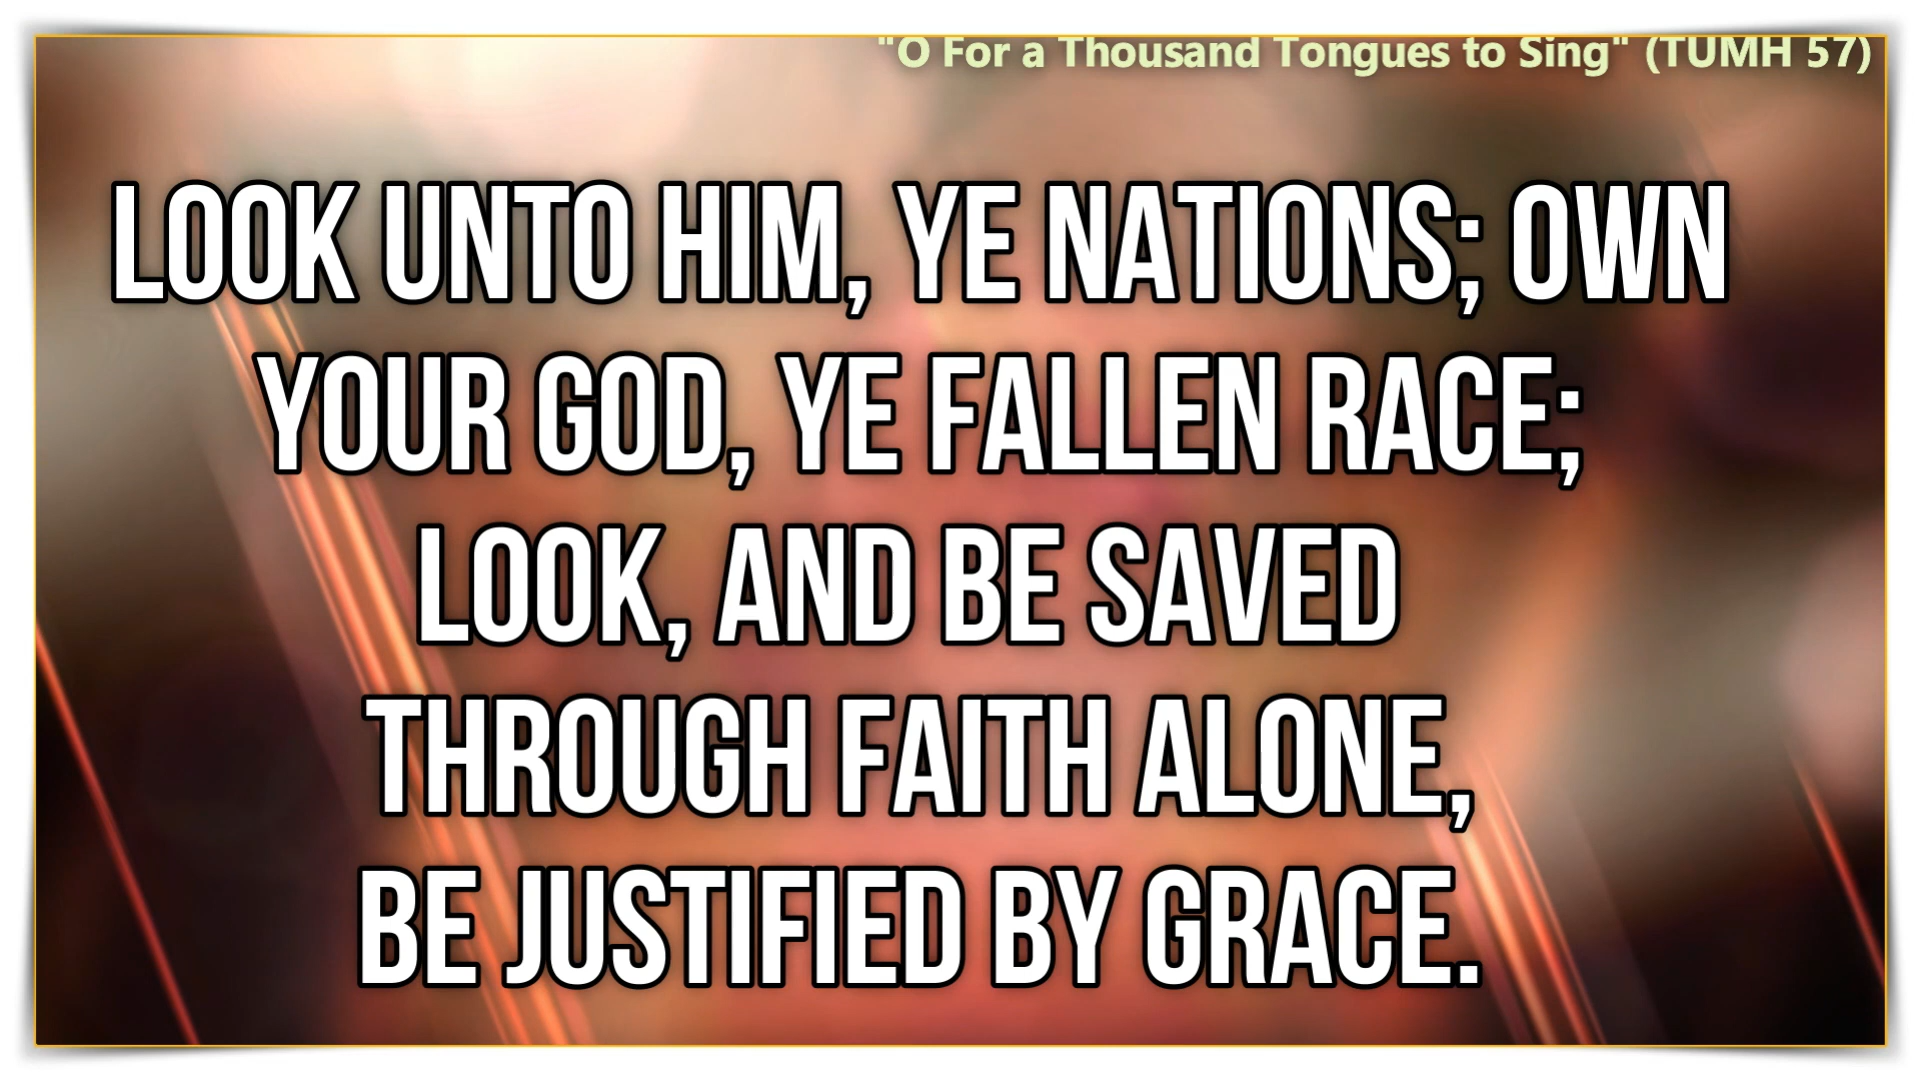 "O For a Thousand Tongues to Sing" (TUMH 57)
LOOK UNTO HIM, YE NATIONS; OWN
YOUR GOD, YE FALLEN RACE;
LOOK, AND BE SAVED
THROUGH FAITH ALONE,
BE JUSTIFIED BY GRACE.